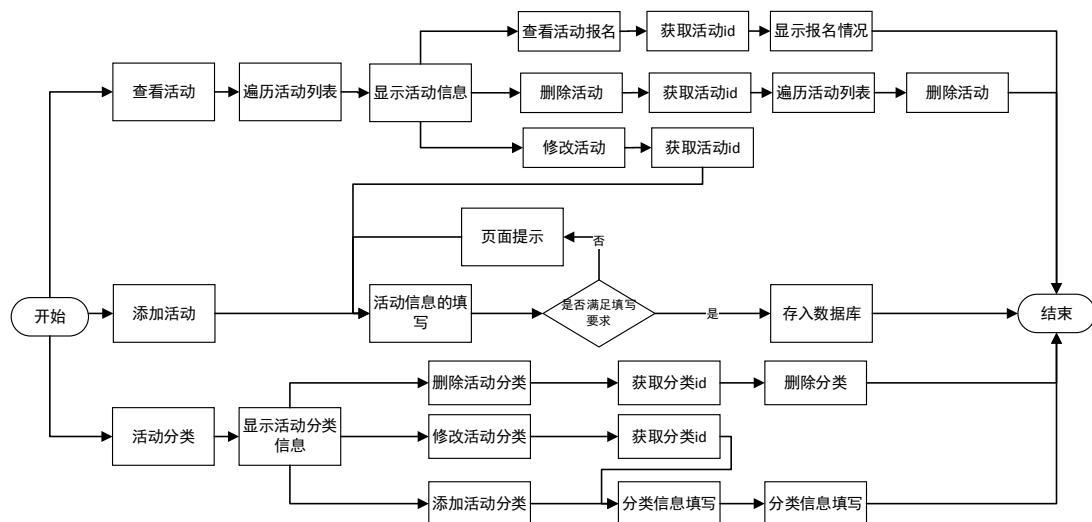 查看活动报名
获取活动id
显示报名情况
查看活动
遍历活动列表
显示活动信息
删除活动
获取活动id
遍历活动列表
删除活动
修改活动
获取活动id
页面提示
否
开始
添加活动
活动信息的填
写
是否满足填写
要求
是
存入数据库
结束
删除活动分类
获取分类id
删除分类
活动分类
显示活动分类
信息
修改活动分类
获取分类id
添加活动分类
分类信息填写
分类信息填写